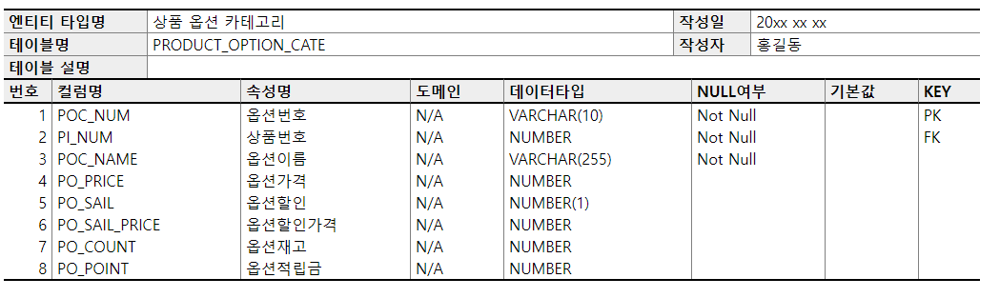 엔티티 타입명 상품 옵션 카테고리 작성일 20xx xx xx
테이블명 PRODUCT_OPTION_CATE 작성자 홍길동
테이블 설명
번호 컬럼명 속성명 도메인 데이터타입 NULL여부 기본값 KEY
1 POC_NUM 옵션번호 N/A VARCHAR(10) Not Null PK
2 PI_NUM 상품번호 N/A NUMBER Not Null FK
3 POC_NAME 옵션이름 N/A VARCHAR(255) Not Null
4 PO_PRICE 옵션가격 N/A NUMBER
5 PO_SAIL 옵션할인 N/A NUMBER(1)
6 PO_SAIL_PRICE 옵션할인가격 N/A NUMBER
7 PO_COUNT 옵션재고 N/A NUMBER
8 PO_POINT 옵션적립금 N/A NUMBER